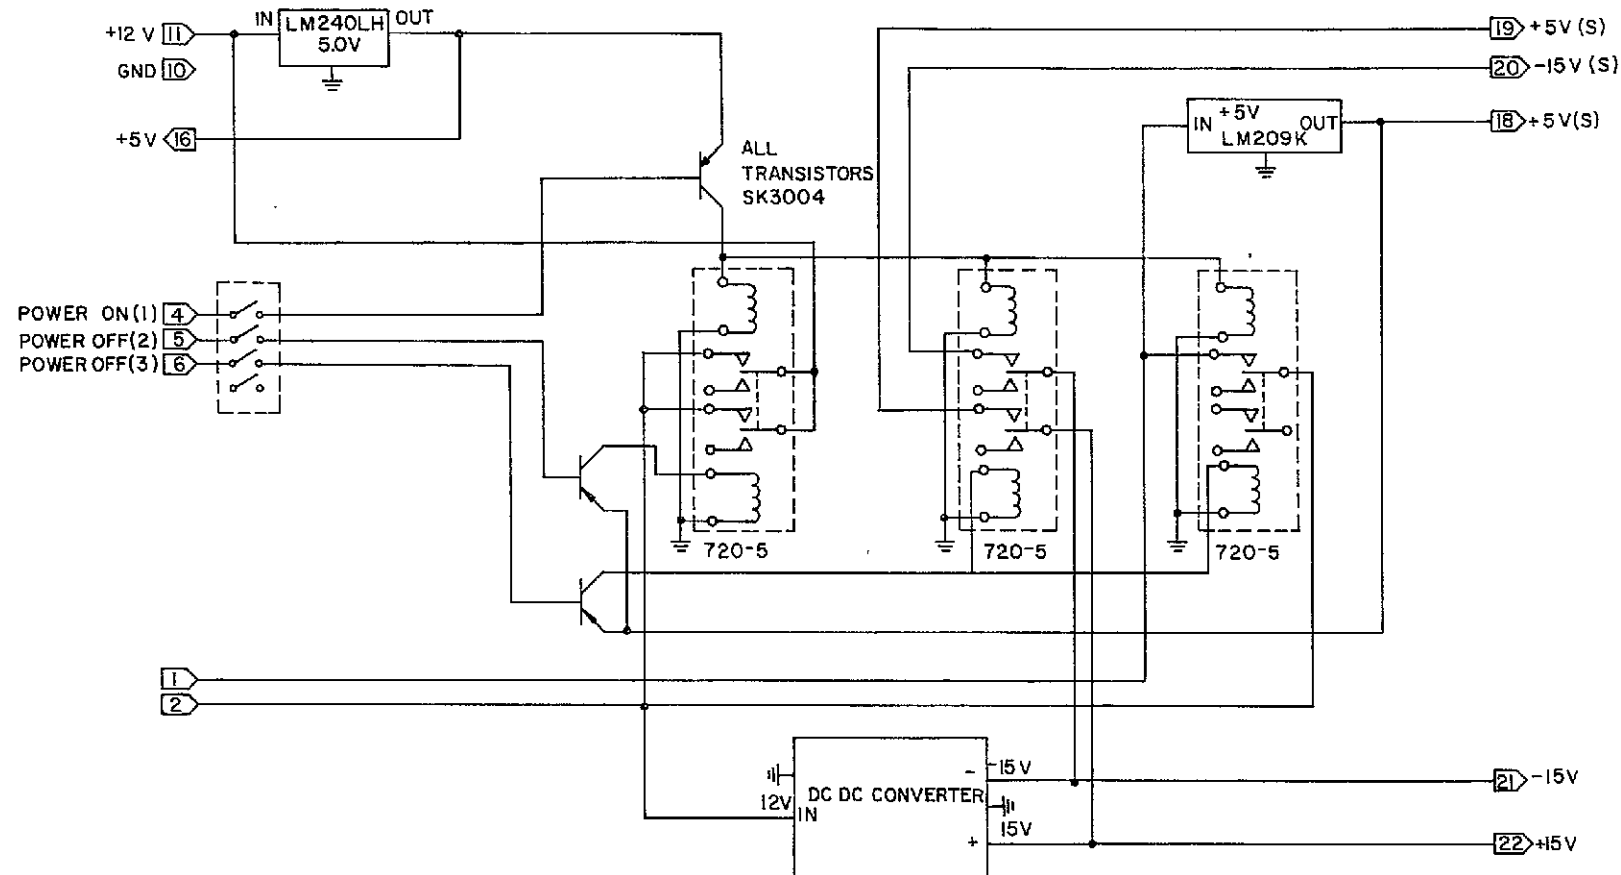 +12 V 11
IN LM240LH OUT
5.0V
GND 10
+5V 16
19 +5V (S)
20 -15V (S)
+5V
IN OUT
LM209K
18 +5V(S)
ALL
TRANSISTORS
SK3004
POWER ON(1) 4
POWER OFF(2) 5
POWER OFF(3) 6
720-5
720-5
720-5
1
2
- -15V
12V DC DC CONVERTER
IN
15V
+
21 -15V
22 +15V